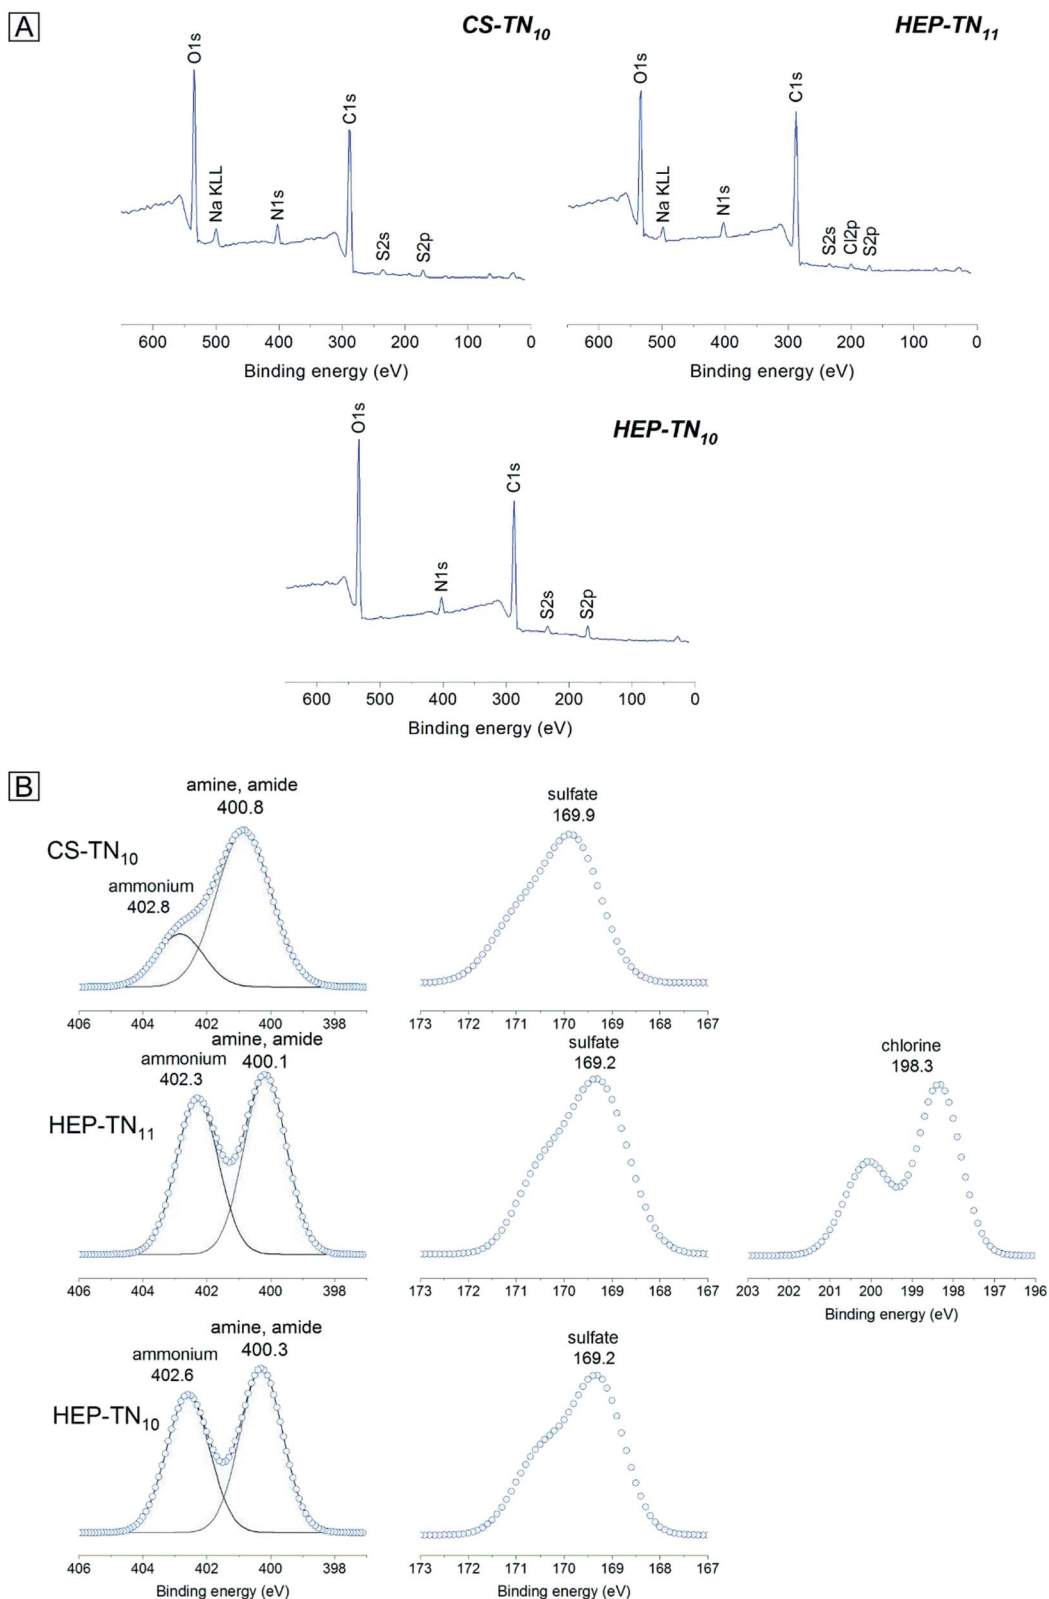 A
CS-TN10
HEP-TN11
O1s
Na KLL
N1s
C1s
S2s
S2p
600 500 400 300 200 100 0
Binding energy (eV)
O1s
Na KLL
N1s
C1s
S2s
Cl2p
S2p
600 500 400 300 200 100 0
Binding energy (eV)
HEP-TN10
O1s
N1s
C1s
S2s
S2p
600 500 400 300 200 100 0
Binding energy (eV)
B
CS-TN10
amine, amide
400.8
ammonium
402.8
406 404 402 400 398
sulfate
169.9
173 172 171 170 169 168 167
HEP-TN11
amine, amide
400.1
ammonium
402.3
406 404 402 400 398
sulfate
169.2
173 172 171 170 169 168 167
chlorine
198.3
203 202 201 200 199 198 197 196
Binding energy (eV)
HEP-TN10
amine, amide
400.3
ammonium
402.6
406 404 402 400 398
Binding energy (eV)
sulfate
169.2
173 172 171 170 169 168 167
Binding energy (eV)